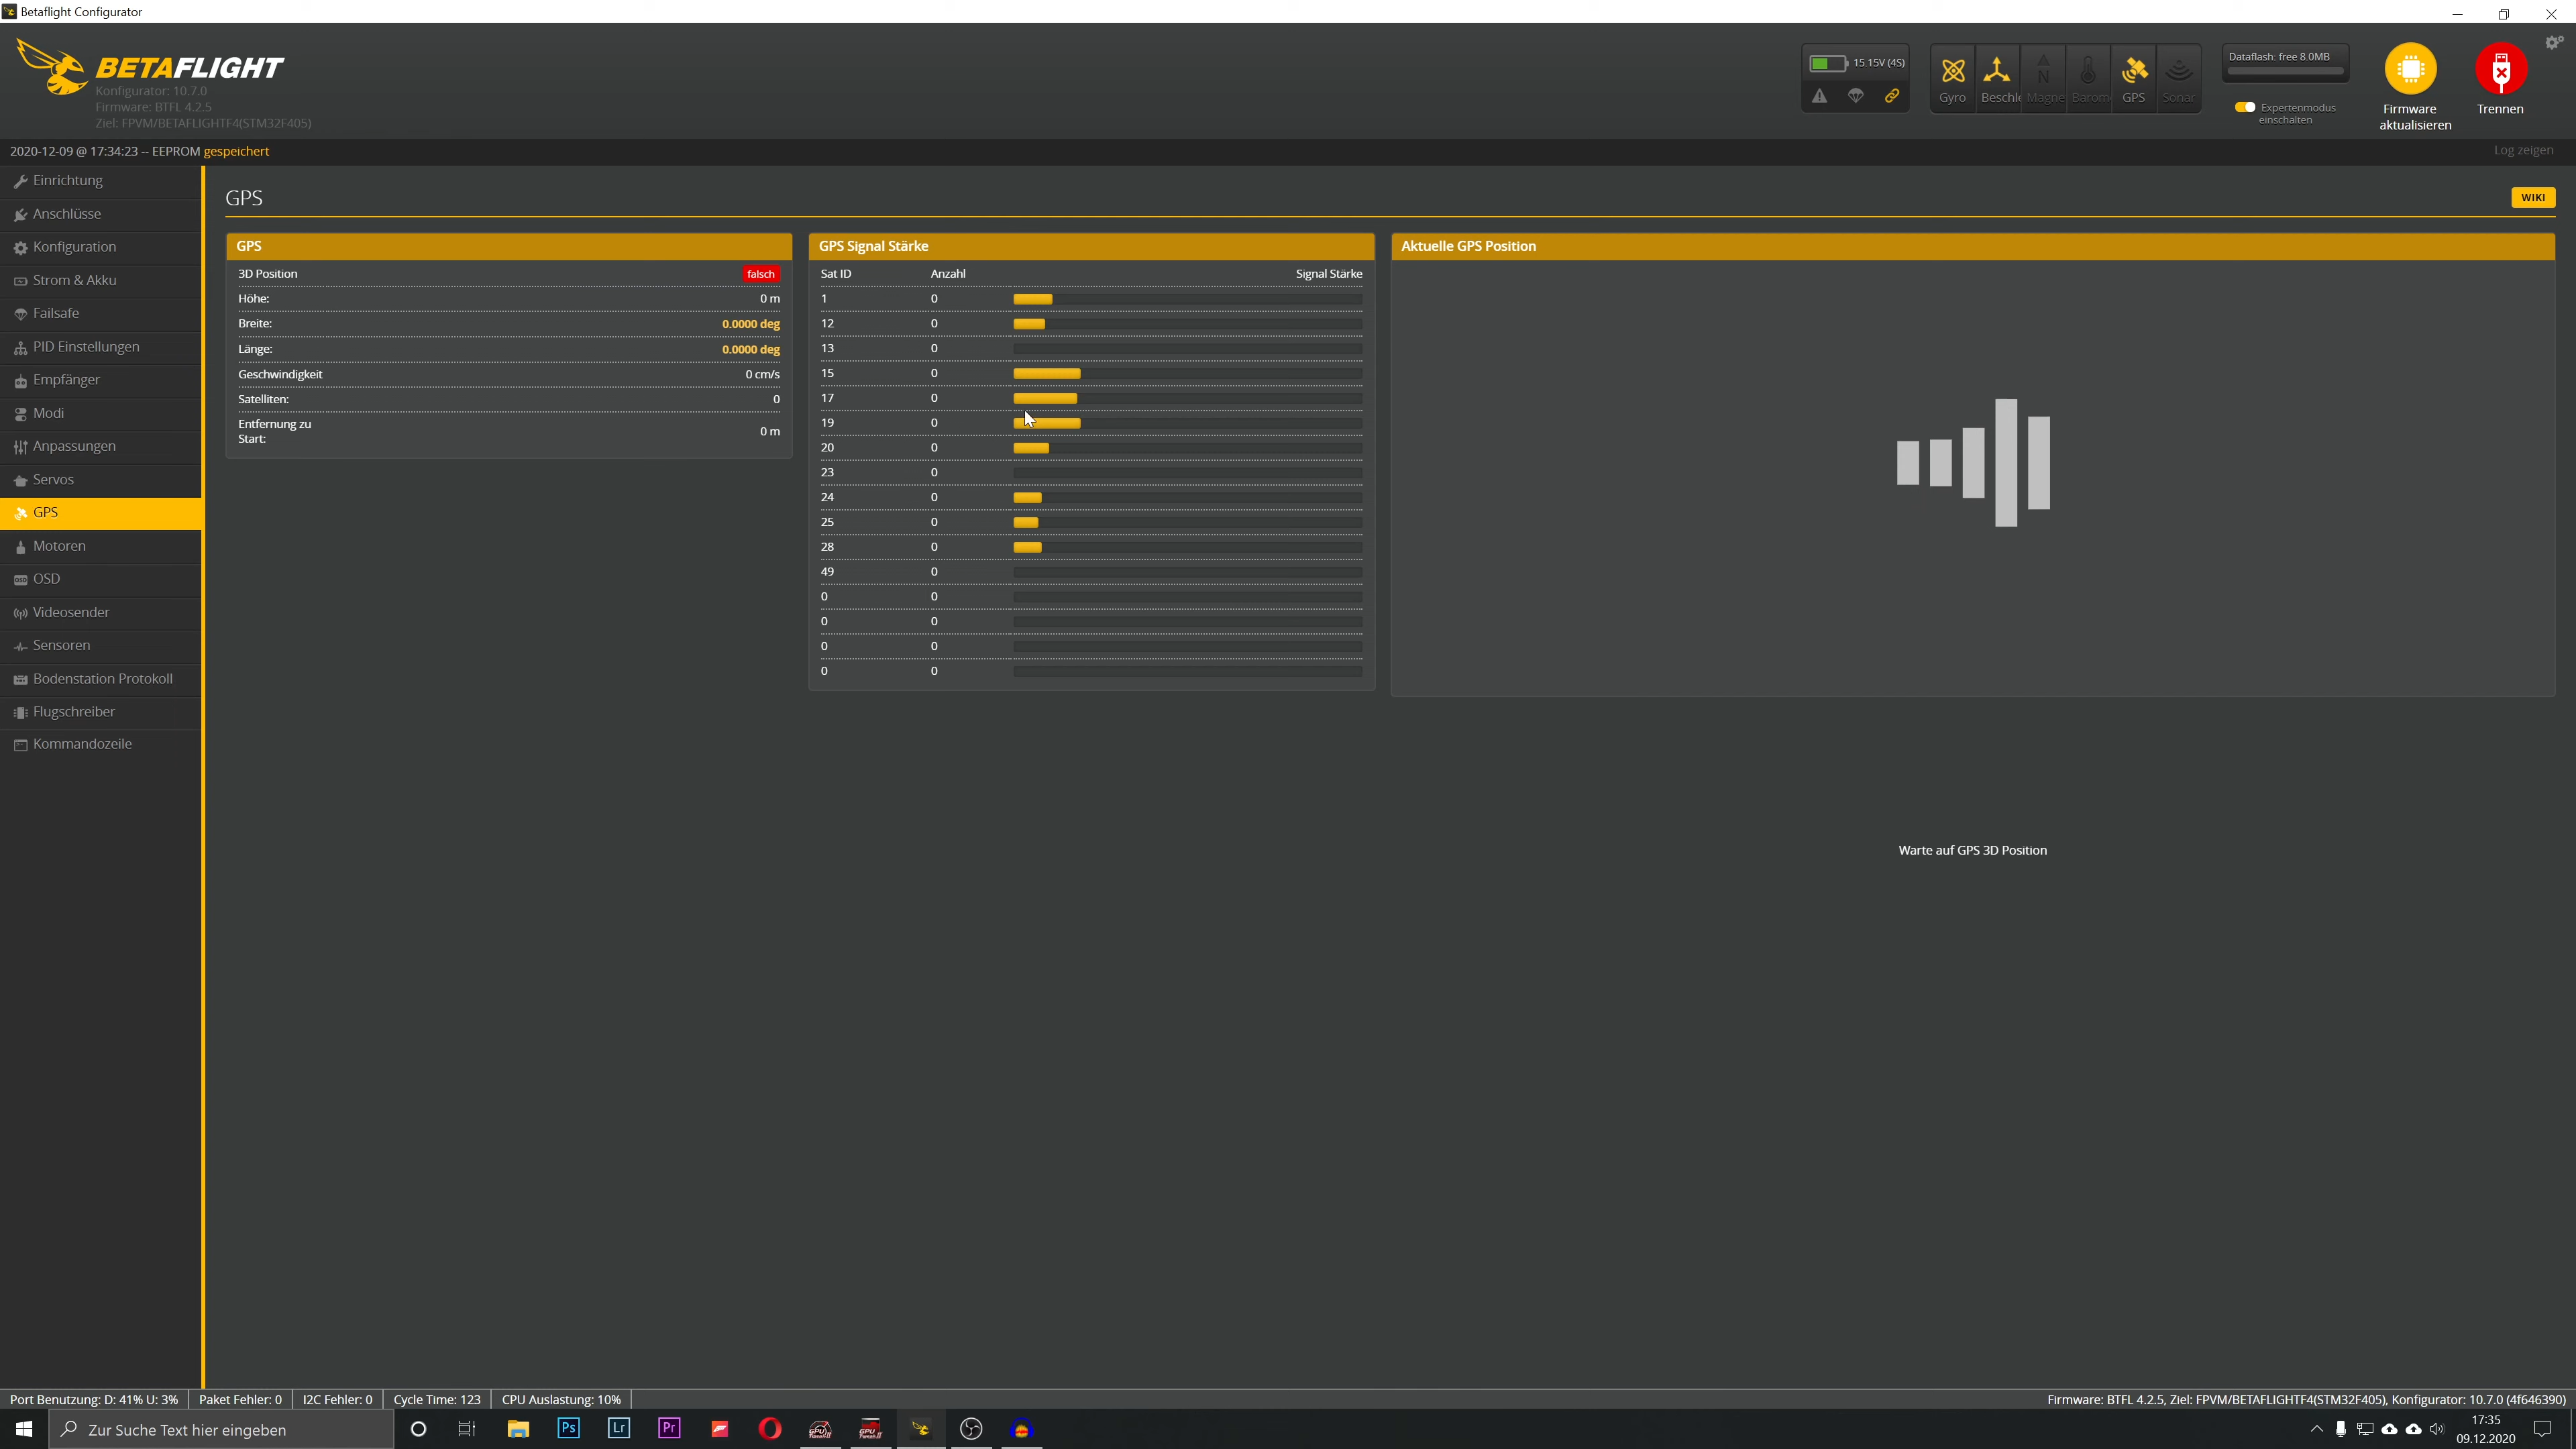 Betaflight Configurator
BETAFLIGHT
Konfigurator: 10.7.0
Firmware: BTFL 4.2.5
Ziel: FPVM/BETAFLIGHTF4(STM32F405)
15.15V (4S)
Gyro
Beschle
Magne
Barom
GPS
Sonar
Dataflash: free 8.0MB
Expertenmodus
einschalten
Firmware
aktualisieren
Trennen
2020-12-09 @ 17:34:23 -- EEPROM gespeichert
Log zeigen
Einrichtung
Anschlüsse
Konfiguration
Strom & Akku
Failsafe
PID Einstellungen
Empfänger
Modi
Anpassungen
Servos
GPS
Motoren
OSD
Videosender
Sensoren
Bodenstation Protokoll
Flugschreiber
Kommandozeile
GPS
WIKI
GPS
3D Position falsch
Höhe: 0 m
Breite: 0.0000 deg
Länge: 0.0000 deg
Geschwindigkeit 0 cm/s
Satelliten: 0
Entfernung zu
Start: 0 m
GPS Signal Stärke
Sat ID Anzahl Signal Stärke
1 0
12 0
13 0
15 0
17 0
19 0
20 0
23 0
24 0
25 0
28 0
49 0
0 0
0 0
0 0
0 0
Aktuelle GPS Position
Warte auf GPS 3D Position
Port Benutzung: D: 41% U: 3% Paket Fehler: 0 I2C Fehler: 0 Cycle Time: 123 CPU Auslastung: 10%
Firmware: BTFL 4.2.5, Ziel: FPVM/BETAFLIGHTF4(STM32F405), Konfigurator: 10.7.0 (4f646390)
Zur Suche Text hier eingeben
Ps
Lr
Pr
17:35
09.12.2020